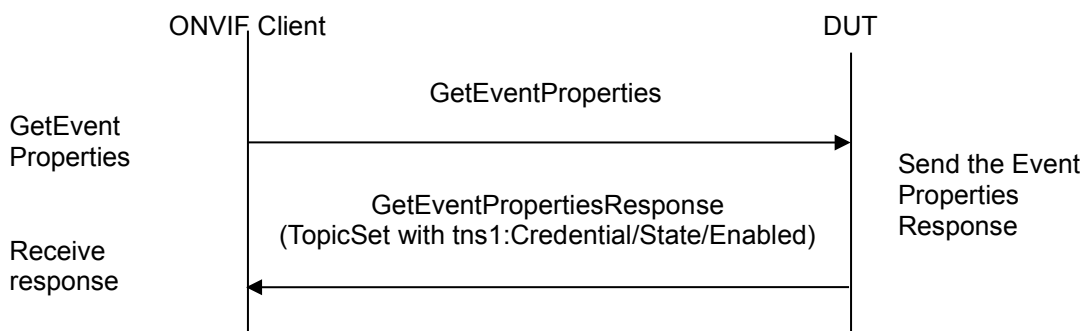 ONVIF Client
DUT
GetEventProperties
GetEvent
Properties
Send the Event
Properties
Response
GetEventPropertiesResponse
(TopicSet with tns1:Credential/State/Enabled)
Receive
response